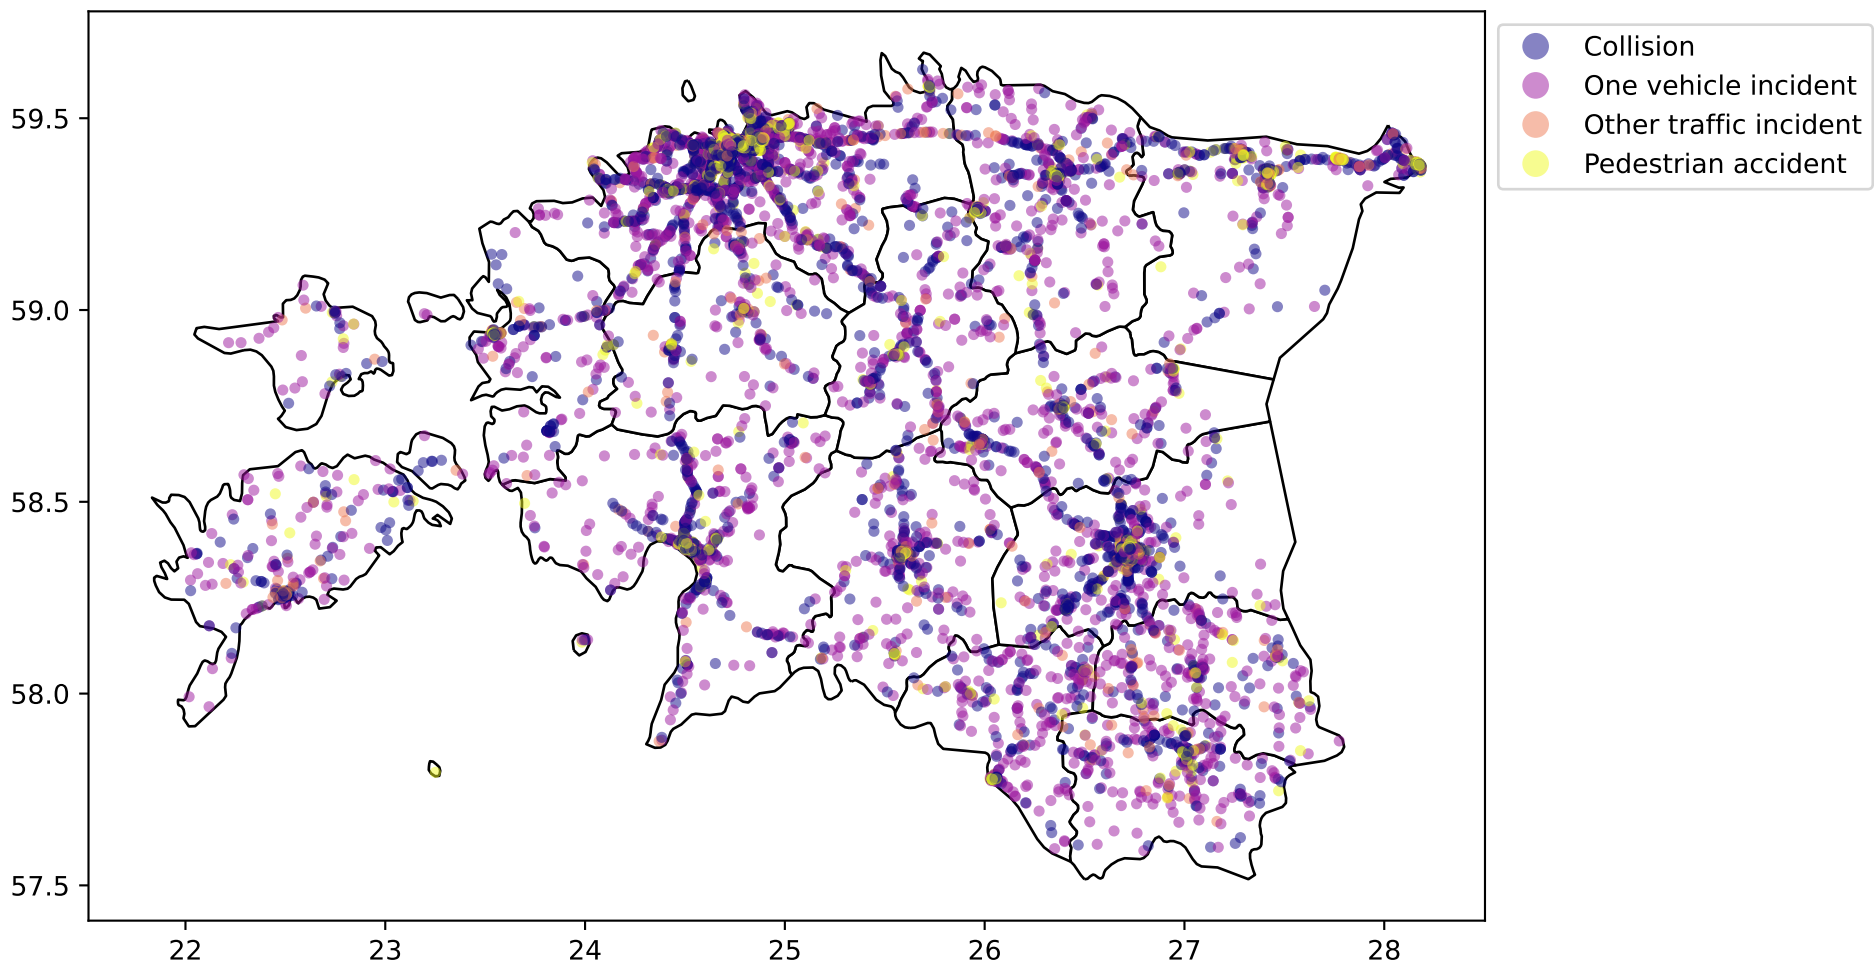 Collision
One vehicle incident
Other traffic incident
Pedestrian accident
59.5
59.0
58.5
58.0
57.5
22 23 24 25 26 27 28